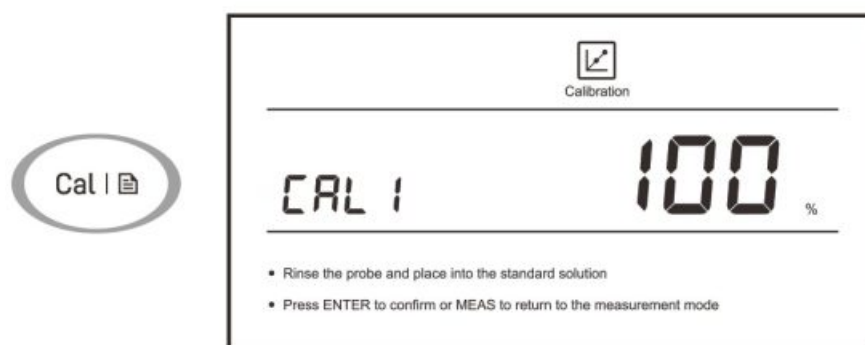 Calibration
Cal |
CAL 1 100 %
• Rinse the probe and place into the standard solution
• Press ENTER to confirm or MEAS to return to the measurement mode